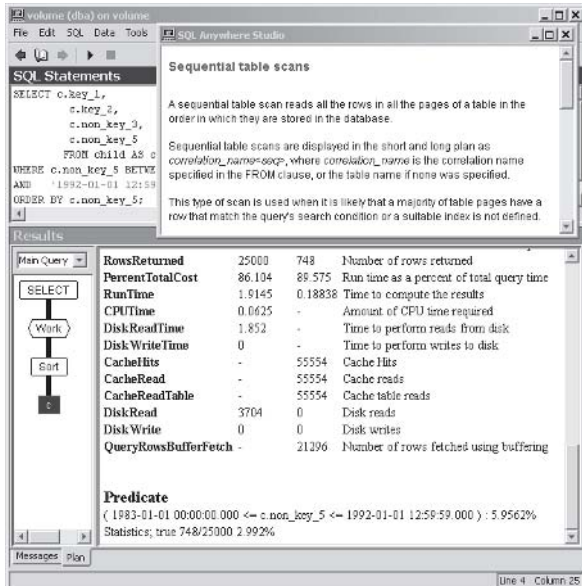 volume (dba) on volume
File Edit SQL Data Tools
SQL Statements
SELECT c.key_1,
c.key_2,
c.non_key_3,
c.non_key_5
FROM child AS c
WHERE c.non_key_5 BETWE
AND '1992-01-01 12:59
ORDER BY c.non_key_5;
SQL Anywhere Studio
Sequential table scans
A sequential table scan reads all the rows in all the pages of a table in the
order in which they are stored in the database.
Sequential table scans are displayed in the short and long plan as
correlation_name<seq>, where correlation_name is the correlation name
specified in the FROM clause, or the table name if none was specified.
This type of scan is used when it is likely that a majority of table pages have a
row that match the query's search condition or a suitable index is not defined.
Results
Main Query
SELECT
Work
Sort
c
RowsReturned 25000 748 Number of rows returned
PercentTotalCost 86.104 89.575 Run time as a percent of total query time
RunTime 1.9145 0.18838 Time to compute the results
CPUTime 0.0625 - Amount of CPU time required
DiskReadTime 1.852 - Time to perform reads from disk
DiskWriteTime 0 - Time to perform writes to disk
CacheHits - 55554 Cache Hits
CacheRead - 55554 Cache reads
CacheReadTable - 55554 Cache table reads
DiskRead 3704 0 Disk reads
DiskWrite 0 0 Disk writes
QueryRowsBufferFetch - 21296 Number of rows fetched using buffering
Predicate
( 1983-01-01 00:00:00.000 <= c.non_key_5 <= 1992-01-01 12:59:59.000 ) : 5.9562%
Statistics; true 748/25000 2.992%
Messages Plan
Line 4 Column 25